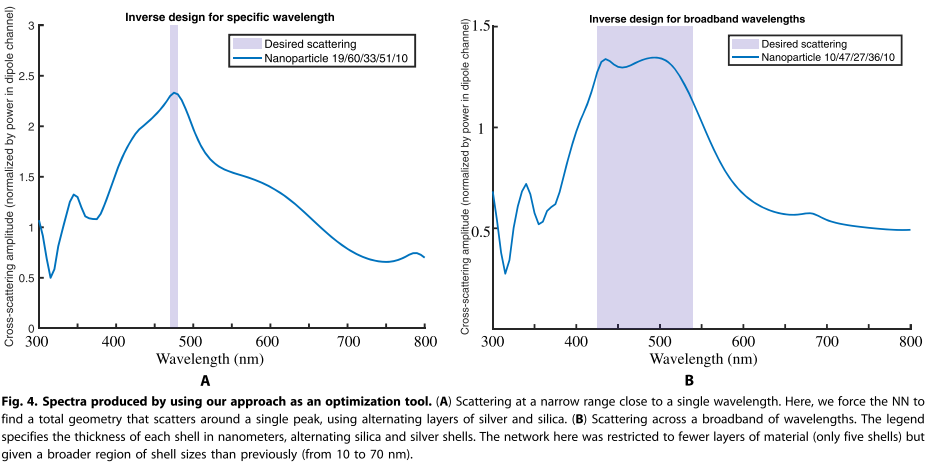 Inverse design for specific wavelength
Cross-scattering amplitude (normalized by power in dipole channel)
3
2.5
2
1.5
1
0.5
0
Desired scattering
Nanoparticle 19/60/33/51/10
300
400
500
600
700
800
Wavelength (nm)
A
Inverse design for broadband wavelengths
Cross-scattering amplitude (normalized by power in dipole channel)
1.5
1
0.5
Desired scattering
Nanoparticle 10/47/27/36/10
300
400
500
600
700
800
Wavelength (nm)
B
Fig. 4. Spectra produced by using our approach as an optimization tool. (A) Scattering at a narrow range close to a single wavelength. Here, we force the NN to
find a total geometry that scatters around a single peak, using alternating layers of silver and silica. (B) Scattering across a broadband of wavelengths. The legend
specifies the thickness of each shell in nanometers, alternating silica and silver shells. The network here was restricted to fewer layers of material (only five shells) but
given a broader region of shell sizes than previously (from 10 to 70 nm).